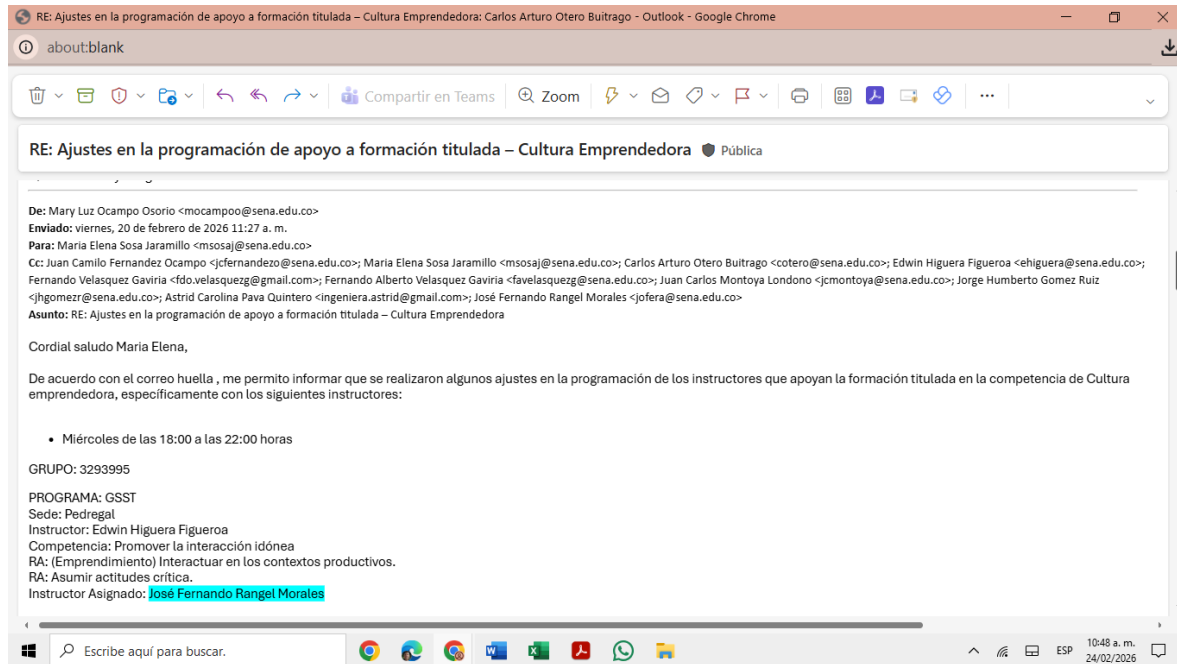 RE: Ajustes en la programación de apoyo a formación titulada – Cultura Emprendedora: Carlos Arturo Otero Buitrago - Outlook - Google Chrome
about:blank
Compartir en Teams Zoom
RE: Ajustes en la programación de apoyo a formación titulada – Cultura Emprendedora Pública
De: Mary Luz Ocampo Osorio <mocampoo@sena.edu.co>
Enviado: viernes, 20 de febrero de 2026 11:27 a. m.
Para: Maria Elena Sosa Jaramillo <msosaj@sena.edu.co>
Cc: Juan Camilo Fernandez Ocampo <jcfernandezo@sena.edu.co>; Maria Elena Sosa Jaramillo <msosaj@sena.edu.co>; Carlos Arturo Otero Buitrago <cotero@sena.edu.co>; Edwin Higuera Figueroa <ehiguera@sena.edu.co>;
Fernando Velasquez Gaviria <fdo.velasquezg@gmail.com>; Fernando Alberto Velasquez Gaviria <favelasquezg@sena.edu.co>; Juan Carlos Montoya Londono <jcmontoya@sena.edu.co>; Jorge Humberto Gomez Ruiz
<jhgomezr@sena.edu.co>; Astrid Carolina Pava Quintero <ingeniera.astrid@gmail.com>; José Fernando Rangel Morales <jofera@sena.edu.co>
Asunto: RE: Ajustes en la programación de apoyo a formación titulada – Cultura Emprendedora
Cordial saludo Maria Elena,
De acuerdo con el correo huella , me permito informar que se realizaron algunos ajustes en la programación de los instructores que apoyan la formación titulada en la competencia de Cultura
emprendedora, específicamente con los siguientes instructores:
• Miércoles de las 18:00 a las 22:00 horas
GRUPO: 3293995
PROGRAMA: GSST
Sede: Pedregal
Instructor: Edwin Higuera Figueroa
Competencia: Promover la interacción idónea
RA: (Emprendimiento) Interactuar en los contextos productivos.
RA: Asumir actitudes crítica.
Instructor Asignado: José Fernando Rangel Morales
Escribe aquí para buscar. ESP 10:48 a. m.
24/02/2026